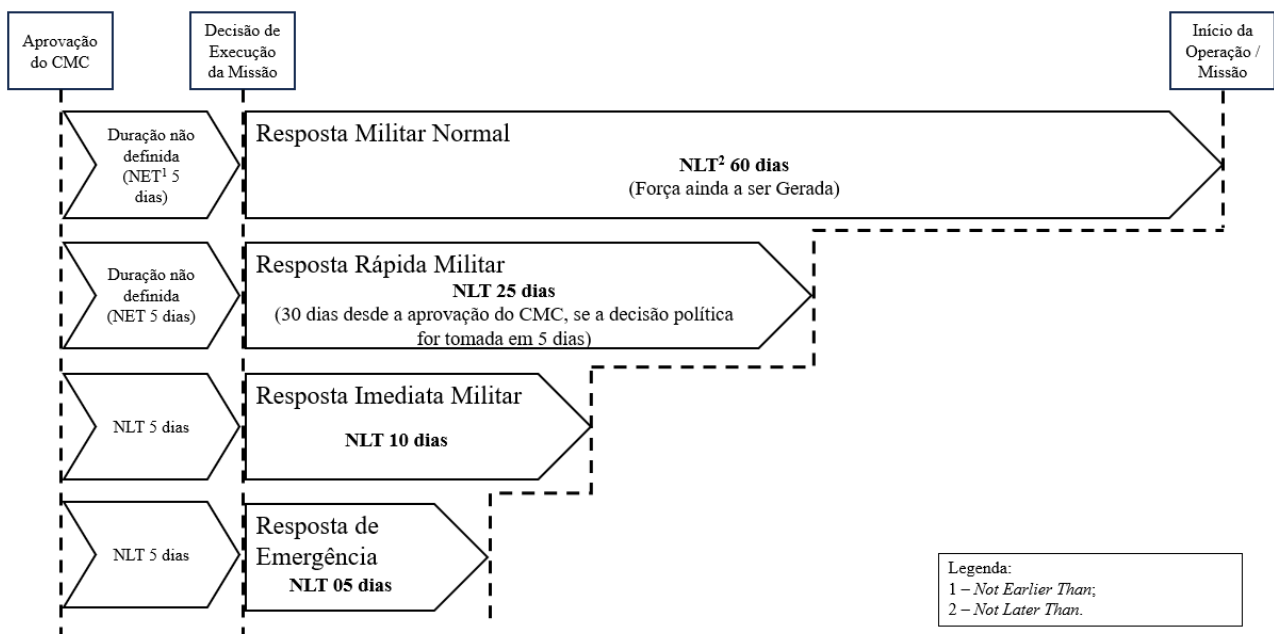 Aprovação
do CMC
Decisão de
Execução
da Missão
Início da
Operação /
Missão
Duração não
definida
(NET¹ 5
dias)
Resposta Militar Normal
NLT² 60 dias
(Força ainda a ser Gerada)
Duração não
definida
(NET 5 dias)
Resposta Rápida Militar
NLT 25 dias
(30 dias desde a aprovação do CMC, se a decisão política
for tomada em 5 dias)
NLT 5 dias
Resposta Imediata Militar
NLT 10 dias
NLT 5 dias
Resposta de
Emergência
NLT 05 dias
Legenda:
1 – Not Earlier Than;
2 – Not Later Than.